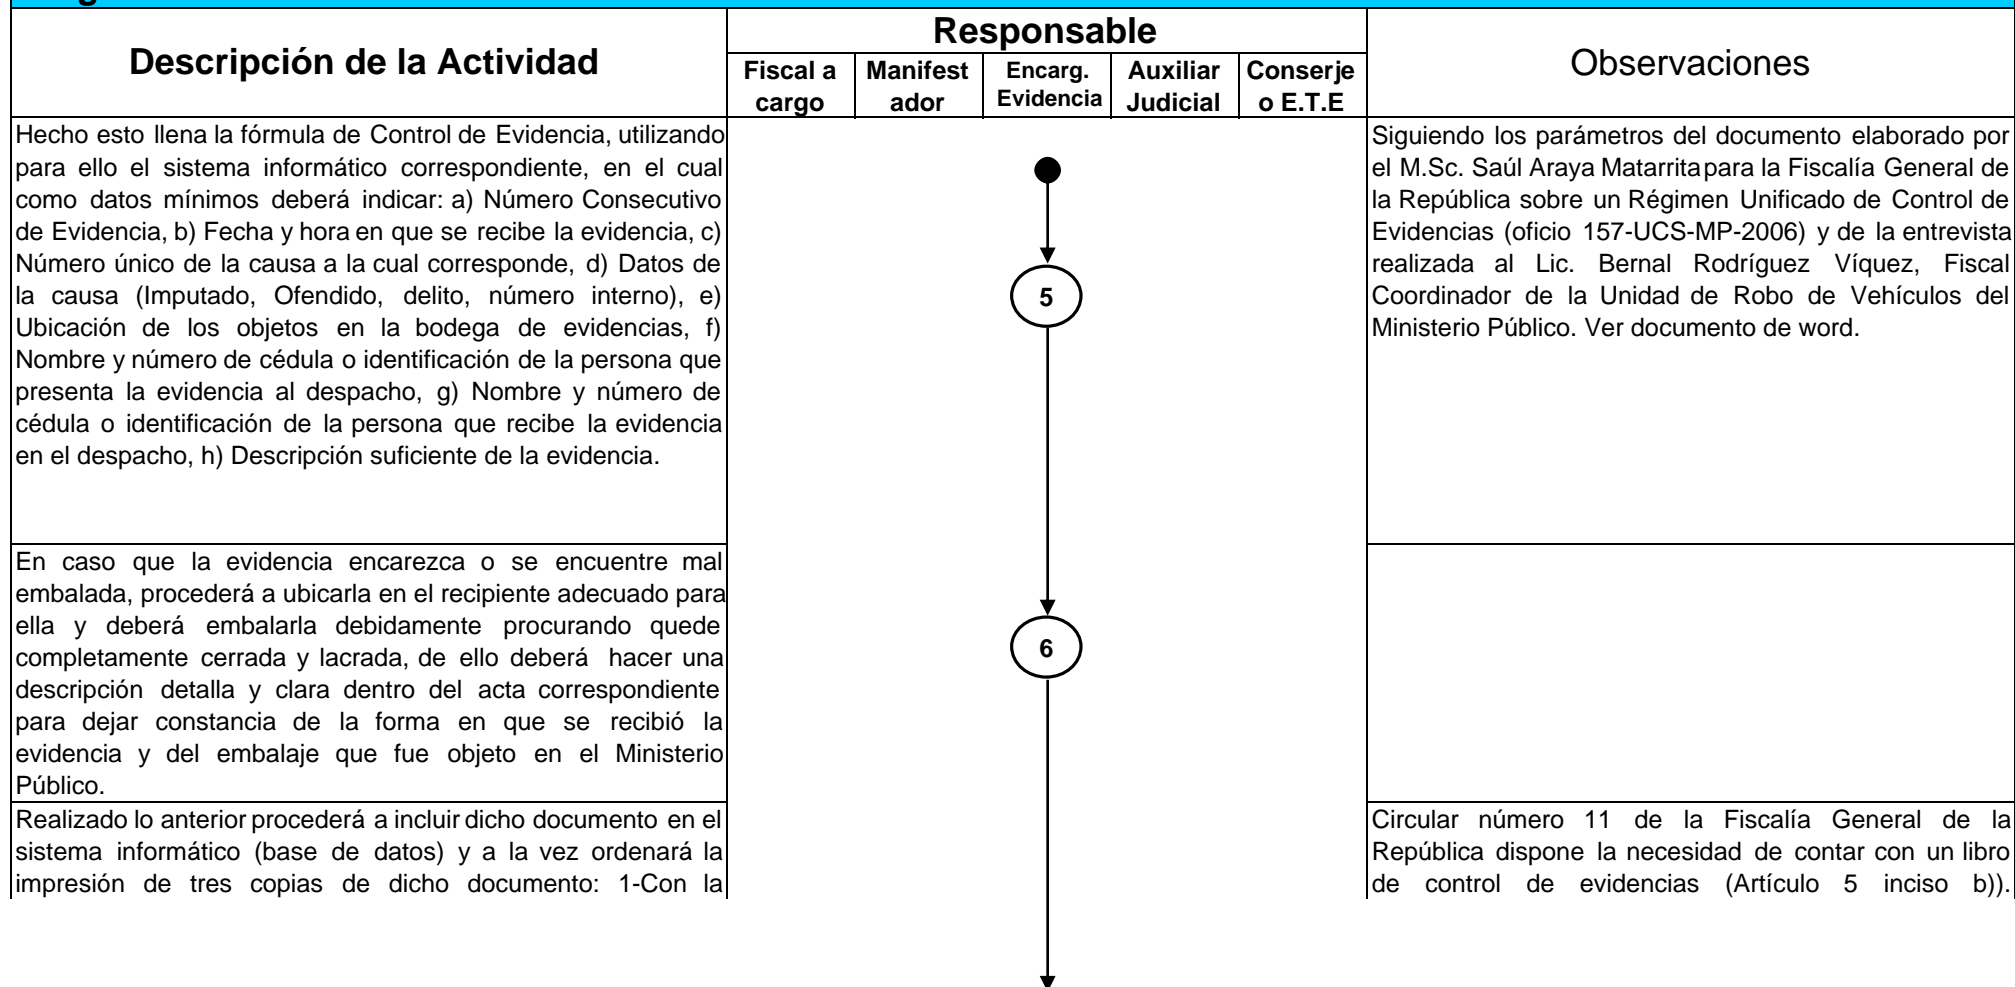 Descripción de la Actividad
Responsable
Observaciones
Fiscal a
cargo
Manifest
ador
Encarg.
Evidencia
Auxiliar
Judicial
Conserje
o E.T.E
Hecho esto llena la fórmula de Control de Evidencia, utilizando
para ello el sistema informático correspondiente, en el cual
como datos mínimos deberá indicar: a) Número Consecutivo
de Evidencia, b) Fecha y hora en que se recibe la evidencia, c)
Número único de la causa a la cual corresponde, d) Datos de
la causa (Imputado, Ofendido, delito, número interno), e)
Ubicación de los objetos en la bodega de evidencias, f)
Nombre y número de cédula o identificación de la persona que
presenta la evidencia al despacho, g) Nombre y número de
cédula o identificación de la persona que recibe la evidencia
en el despacho, h) Descripción suficiente de la evidencia.
5
Siguiendo los parámetros del documento elaborado por
el M.Sc. Saúl Araya Matarrita para la Fiscalía General de
la República sobre un Régimen Unificado de Control de
Evidencias (oficio 157-UCS-MP-2006) y de la entrevista
realizada al Lic. Bernal Rodríguez Víquez, Fiscal
Coordinador de la Unidad de Robo de Vehículos del
Ministerio Público. Ver documento de word.
En caso que la evidencia encarezca o se encuentre mal
embalada, procederá a ubicarla en el recipiente adecuado para
ella y deberá embalarla debidamente procurando quede
completamente cerrada y lacrada, de ello deberá hacer una
descripción detalla y clara dentro del acta correspondiente
para dejar constancia de la forma en que se recibió la
evidencia y del embalaje que fue objeto en el Ministerio
Público.
6
Realizado lo anterior procederá a incluir dicho documento en el
sistema informático (base de datos) y a la vez ordenará la
impresión de tres copias de dicho documento: 1-Con la
Circular número 11 de la Fiscalía General de la
República dispone la necesidad de contar con un libro
de control de evidencias (Artículo 5 inciso b)).